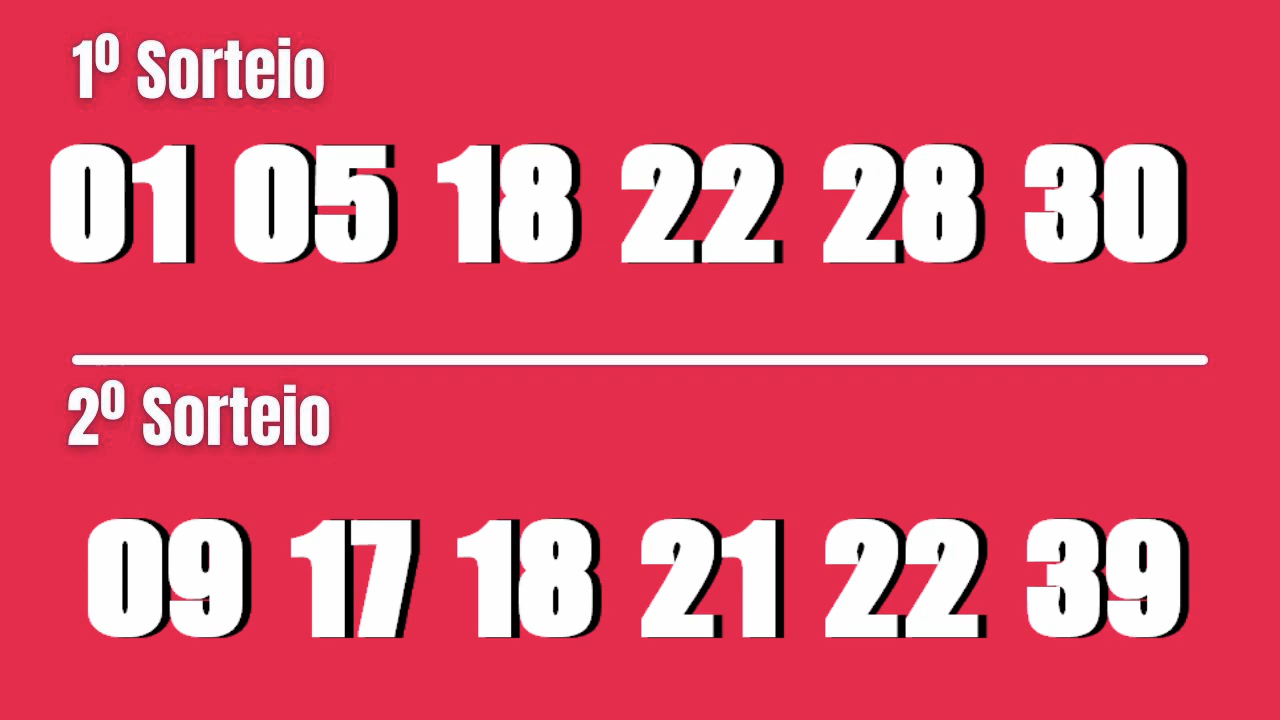 1º Sorteio
01 05 18 22 28 30
2º Sorteio
09 17 18 21 22 39